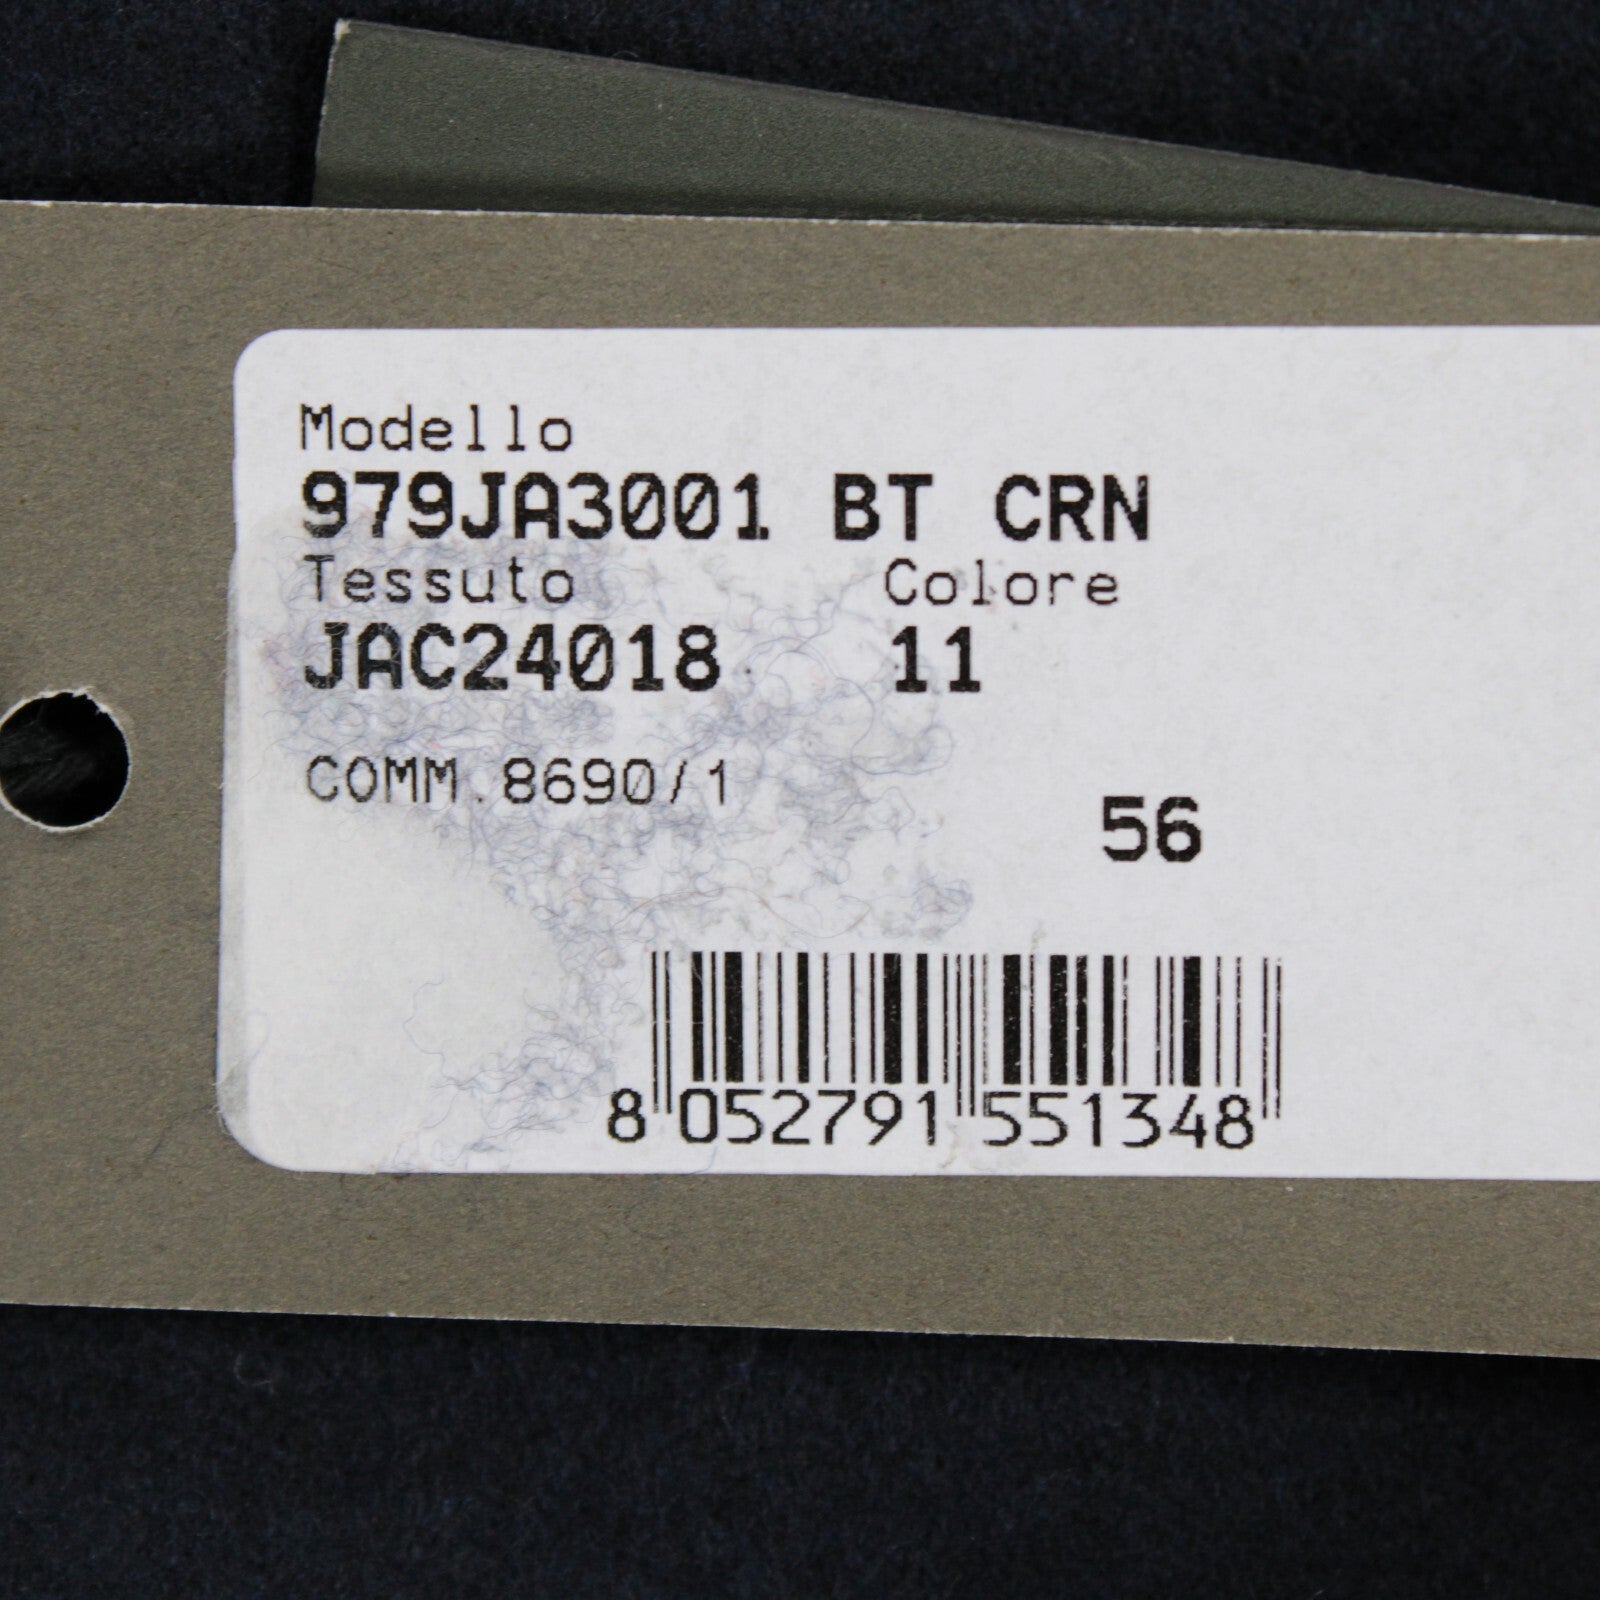 Modello
979JA3001 BT CRN
Tessuto Colore
JAC24018 11
COMM.8690/1
56
8 052791 551348